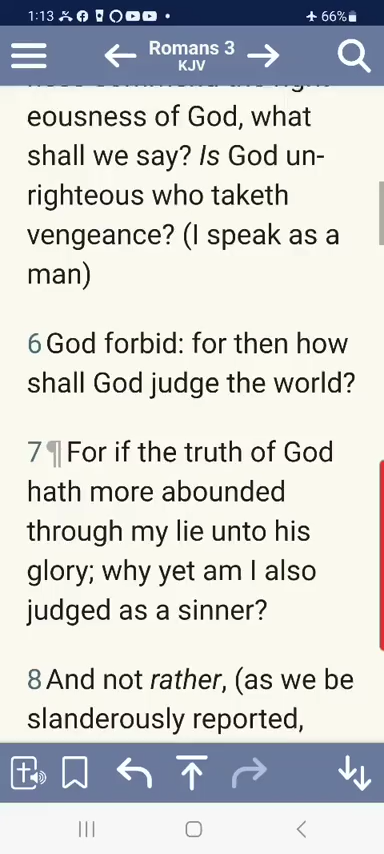 1:13
66%
Romans 3
KJV
eousness of God, what
shall we say? Is God un-
righteous who taketh
vengeance? (I speak as a
man)
6 God forbid: for then how
shall God judge the world?
7 ¶ For if the truth of God
hath more abounded
through my lie unto his
glory; why yet am I also
judged as a sinner?
8 And not rather, (as we be
slanderously reported,